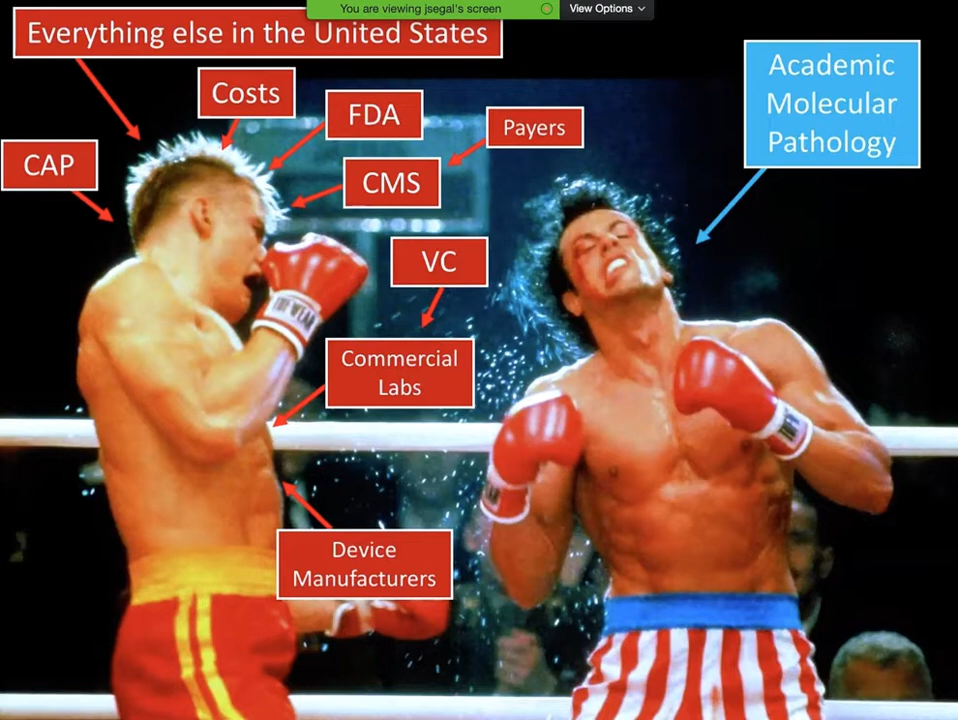 You are viewing jsegal's screen
View Options
Everything else in the United States
Costs
FDA
Payers
CAP
CMS
VC
Commercial
Labs
Device
Manufacturers
Academic
Molecular
Pathology